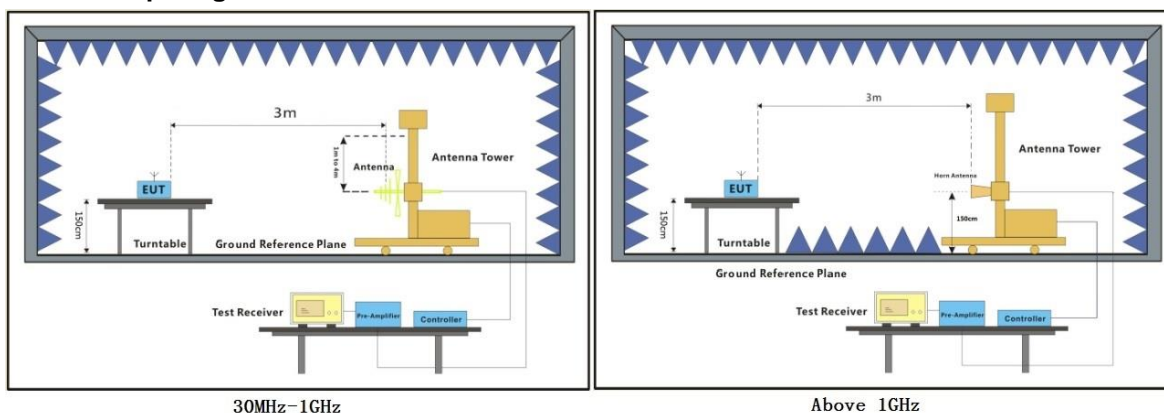 3m
1m to 4m
Antenna
Antenna Tower
EUT
150cm
Turntable
Ground Reference Plane
Test Receiver
Pre-Amplifier
Controller
30MHz-1GHz
3m
Antenna Tower
Horn Antenna
EUT
150cm
150cm
Turntable
Ground Reference Plane
Test Receiver
Pre-Amplifier
Controller
Above 1GHz